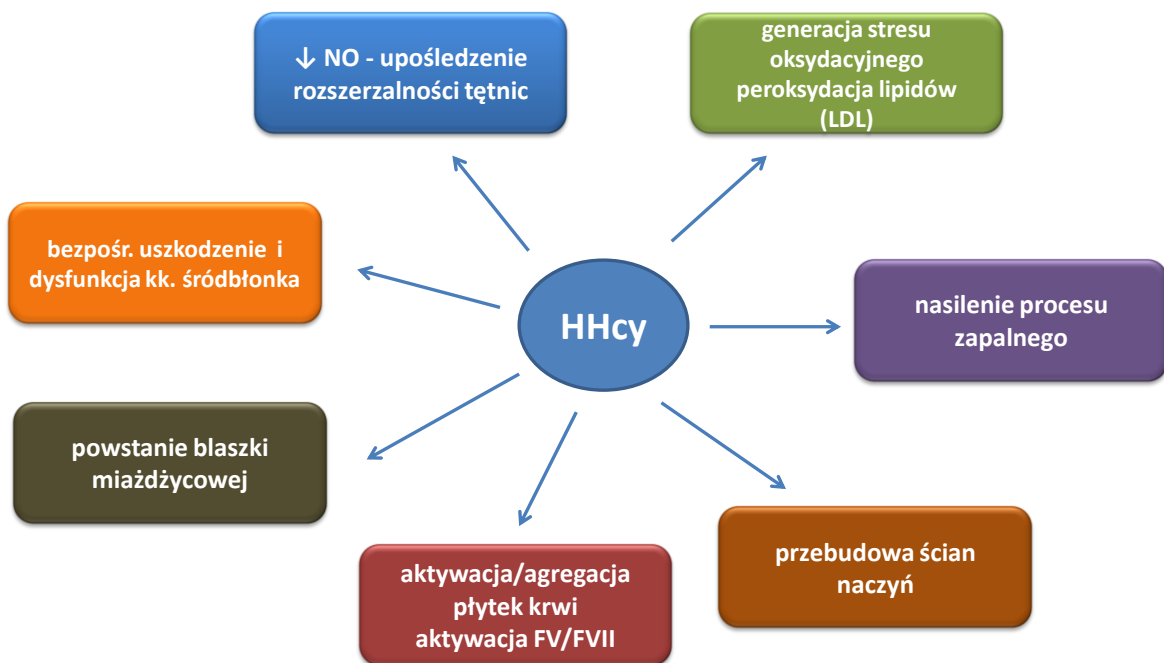 ↓ NO - upośledzenie
rozszerzalności tętnic
generacja stresu
oksydacyjnego
peroksydacja lipidów
(LDL)
bezpośr. uszkodzenie i
dysfunkcja kk. śródbłonka
HHcy
nasilenie procesu
zapalnego
powstanie blaszki
miażdżycowej
aktywacja/agregacja
płytek krwi
aktywacja FV/FVII
przebudowa ścian
naczyń